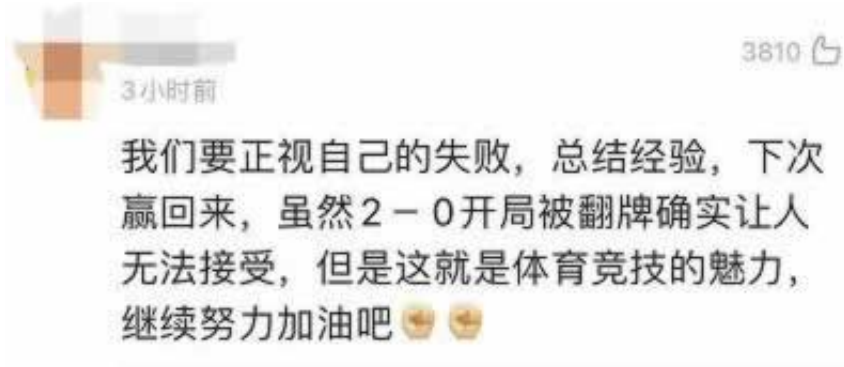 3810
3小时前
我们要正视自己的失败，总结经验，下次
赢回来，虽然2－0开局被翻牌确实让人
无法接受，但是这就是体育竞技的魅力，
继续努力加油吧✊✊